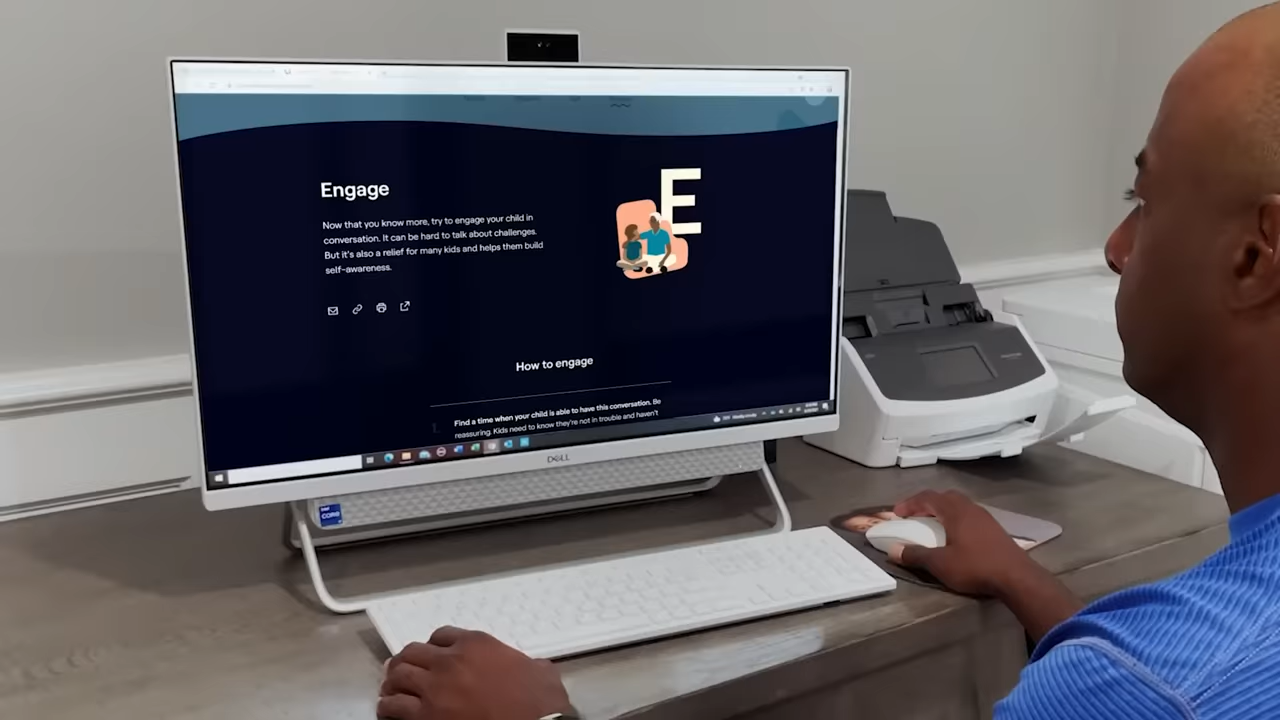 Engage
E
Now that you know more, try to engage your child in
conversation. It can be hard to talk about challenges.
But it's also a relief for many kids and helps them build
self-awareness.
How to engage
Find a time when your child is able to have this conversation. Be
reassuring. Kids need to know they're not in trouble and haven't
DELL
intel
CORE